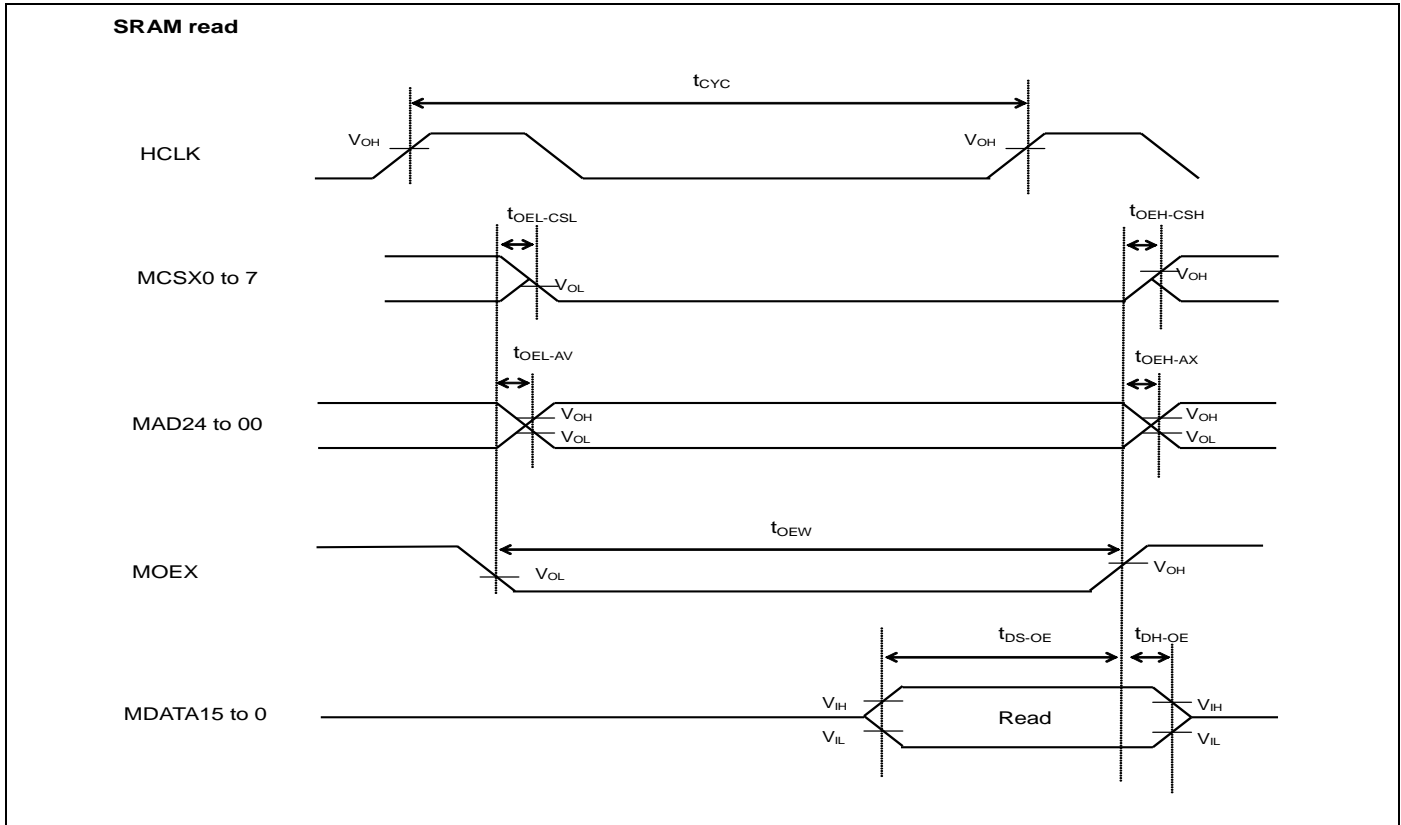 SRAM read
tCYC
HCLK
VOH
VOH
tOEL-CSL
tOEH-CSH
MCSX0 to 7
VOL
VOH
tOEL-AV
tOEH-AX
MAD24 to 00
VOH
VOL
VOH
VOL
tOEW
MOEX
VOL
VOH
tDS-OE
tDH-OE
MDATA15 to 0
VIH
VIL
Read
VIH
VIL